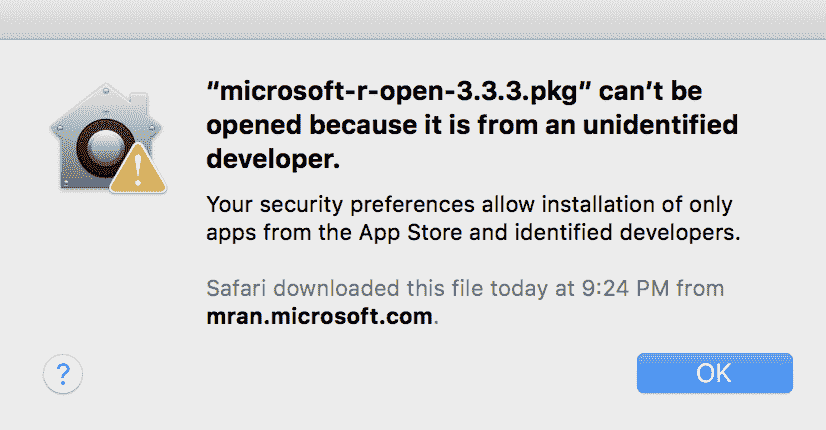 “microsoft-r-open-3.3.3.pkg” can’t be
opened because it is from an unidentified
developer.
Your security preferences allow installation of only
apps from the App Store and identified developers.
Safari downloaded this file today at 9:24 PM from
mran.microsoft.com.
?
OK